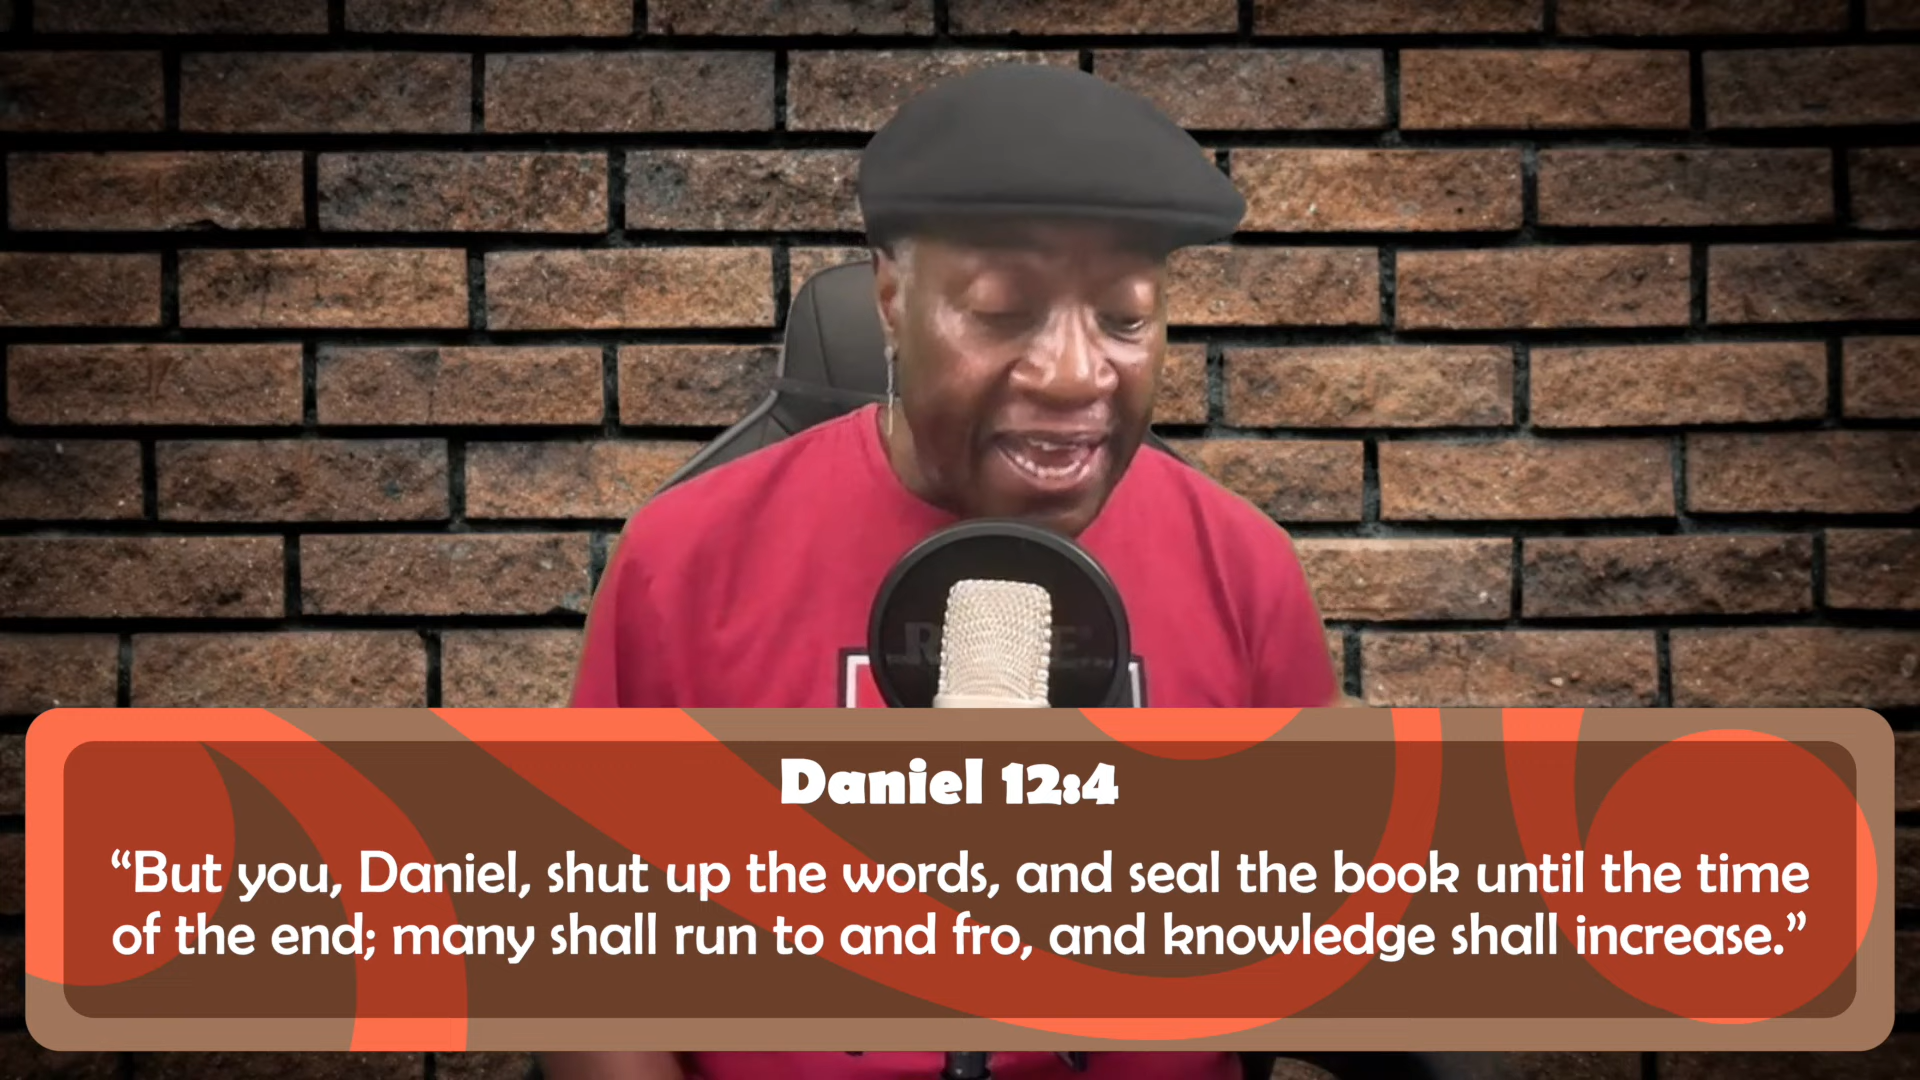 Daniel 12:4
“But you, Daniel, shut up the words, and seal the book until the time
of the end; many shall run to and fro, and knowledge shall increase.”